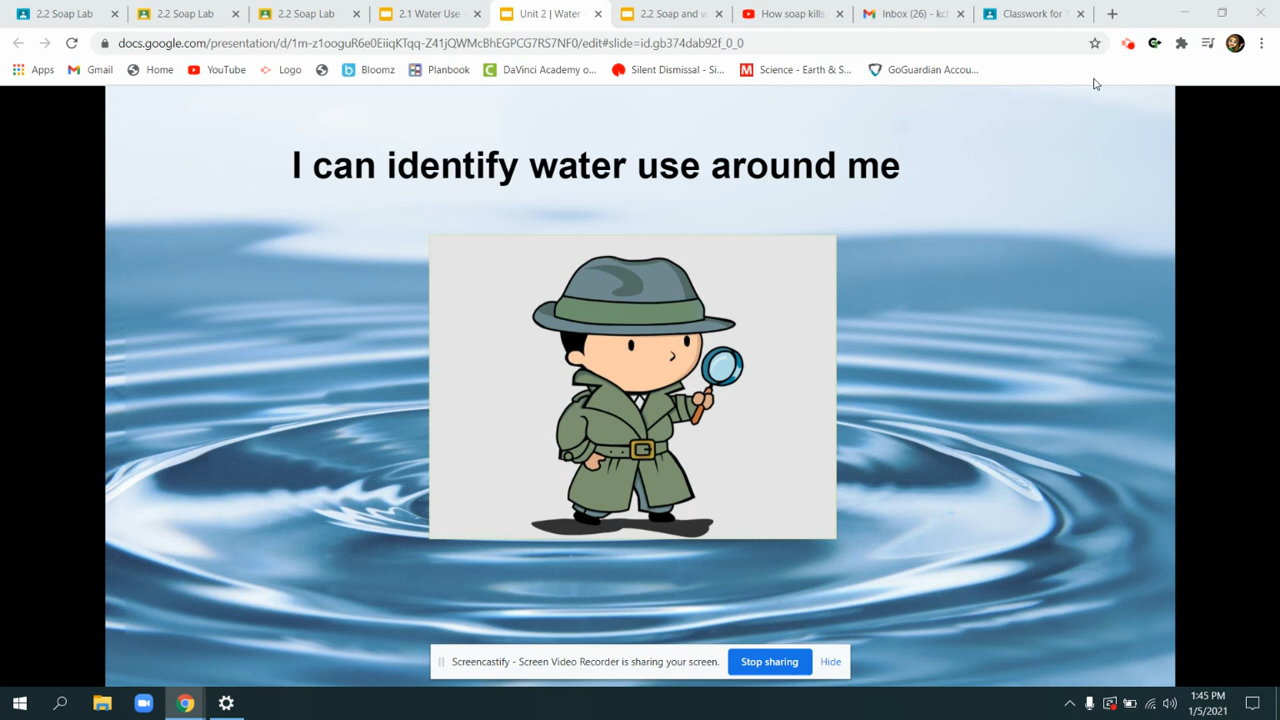 2.2 Soap Lab
2.2 Soap Lab
2.2 Soap Lab
2.1 Water Use
Unit 2 | Water
2.2 Soap and w
How soap kills
Inbox (26) - kc
Classwork for
docs.google.com/presentation/d/1m-z1ooguR6e0EiiqKTqq-Z41jQWMcBhEGPCG7RS7NF0/edit#slide=id.gb374dab92f_0_0
Apps
Gmail
Home
YouTube
Logo
Bloomz
Planbook
DaVinci Academy o...
Silent Dismissal - Si...
Science - Earth & S...
GoGuardian Accou...
I can identify water use around me
Screencastify - Screen Video Recorder is sharing your screen.
Stop sharing
Hide
1:45 PM
1/5/2021